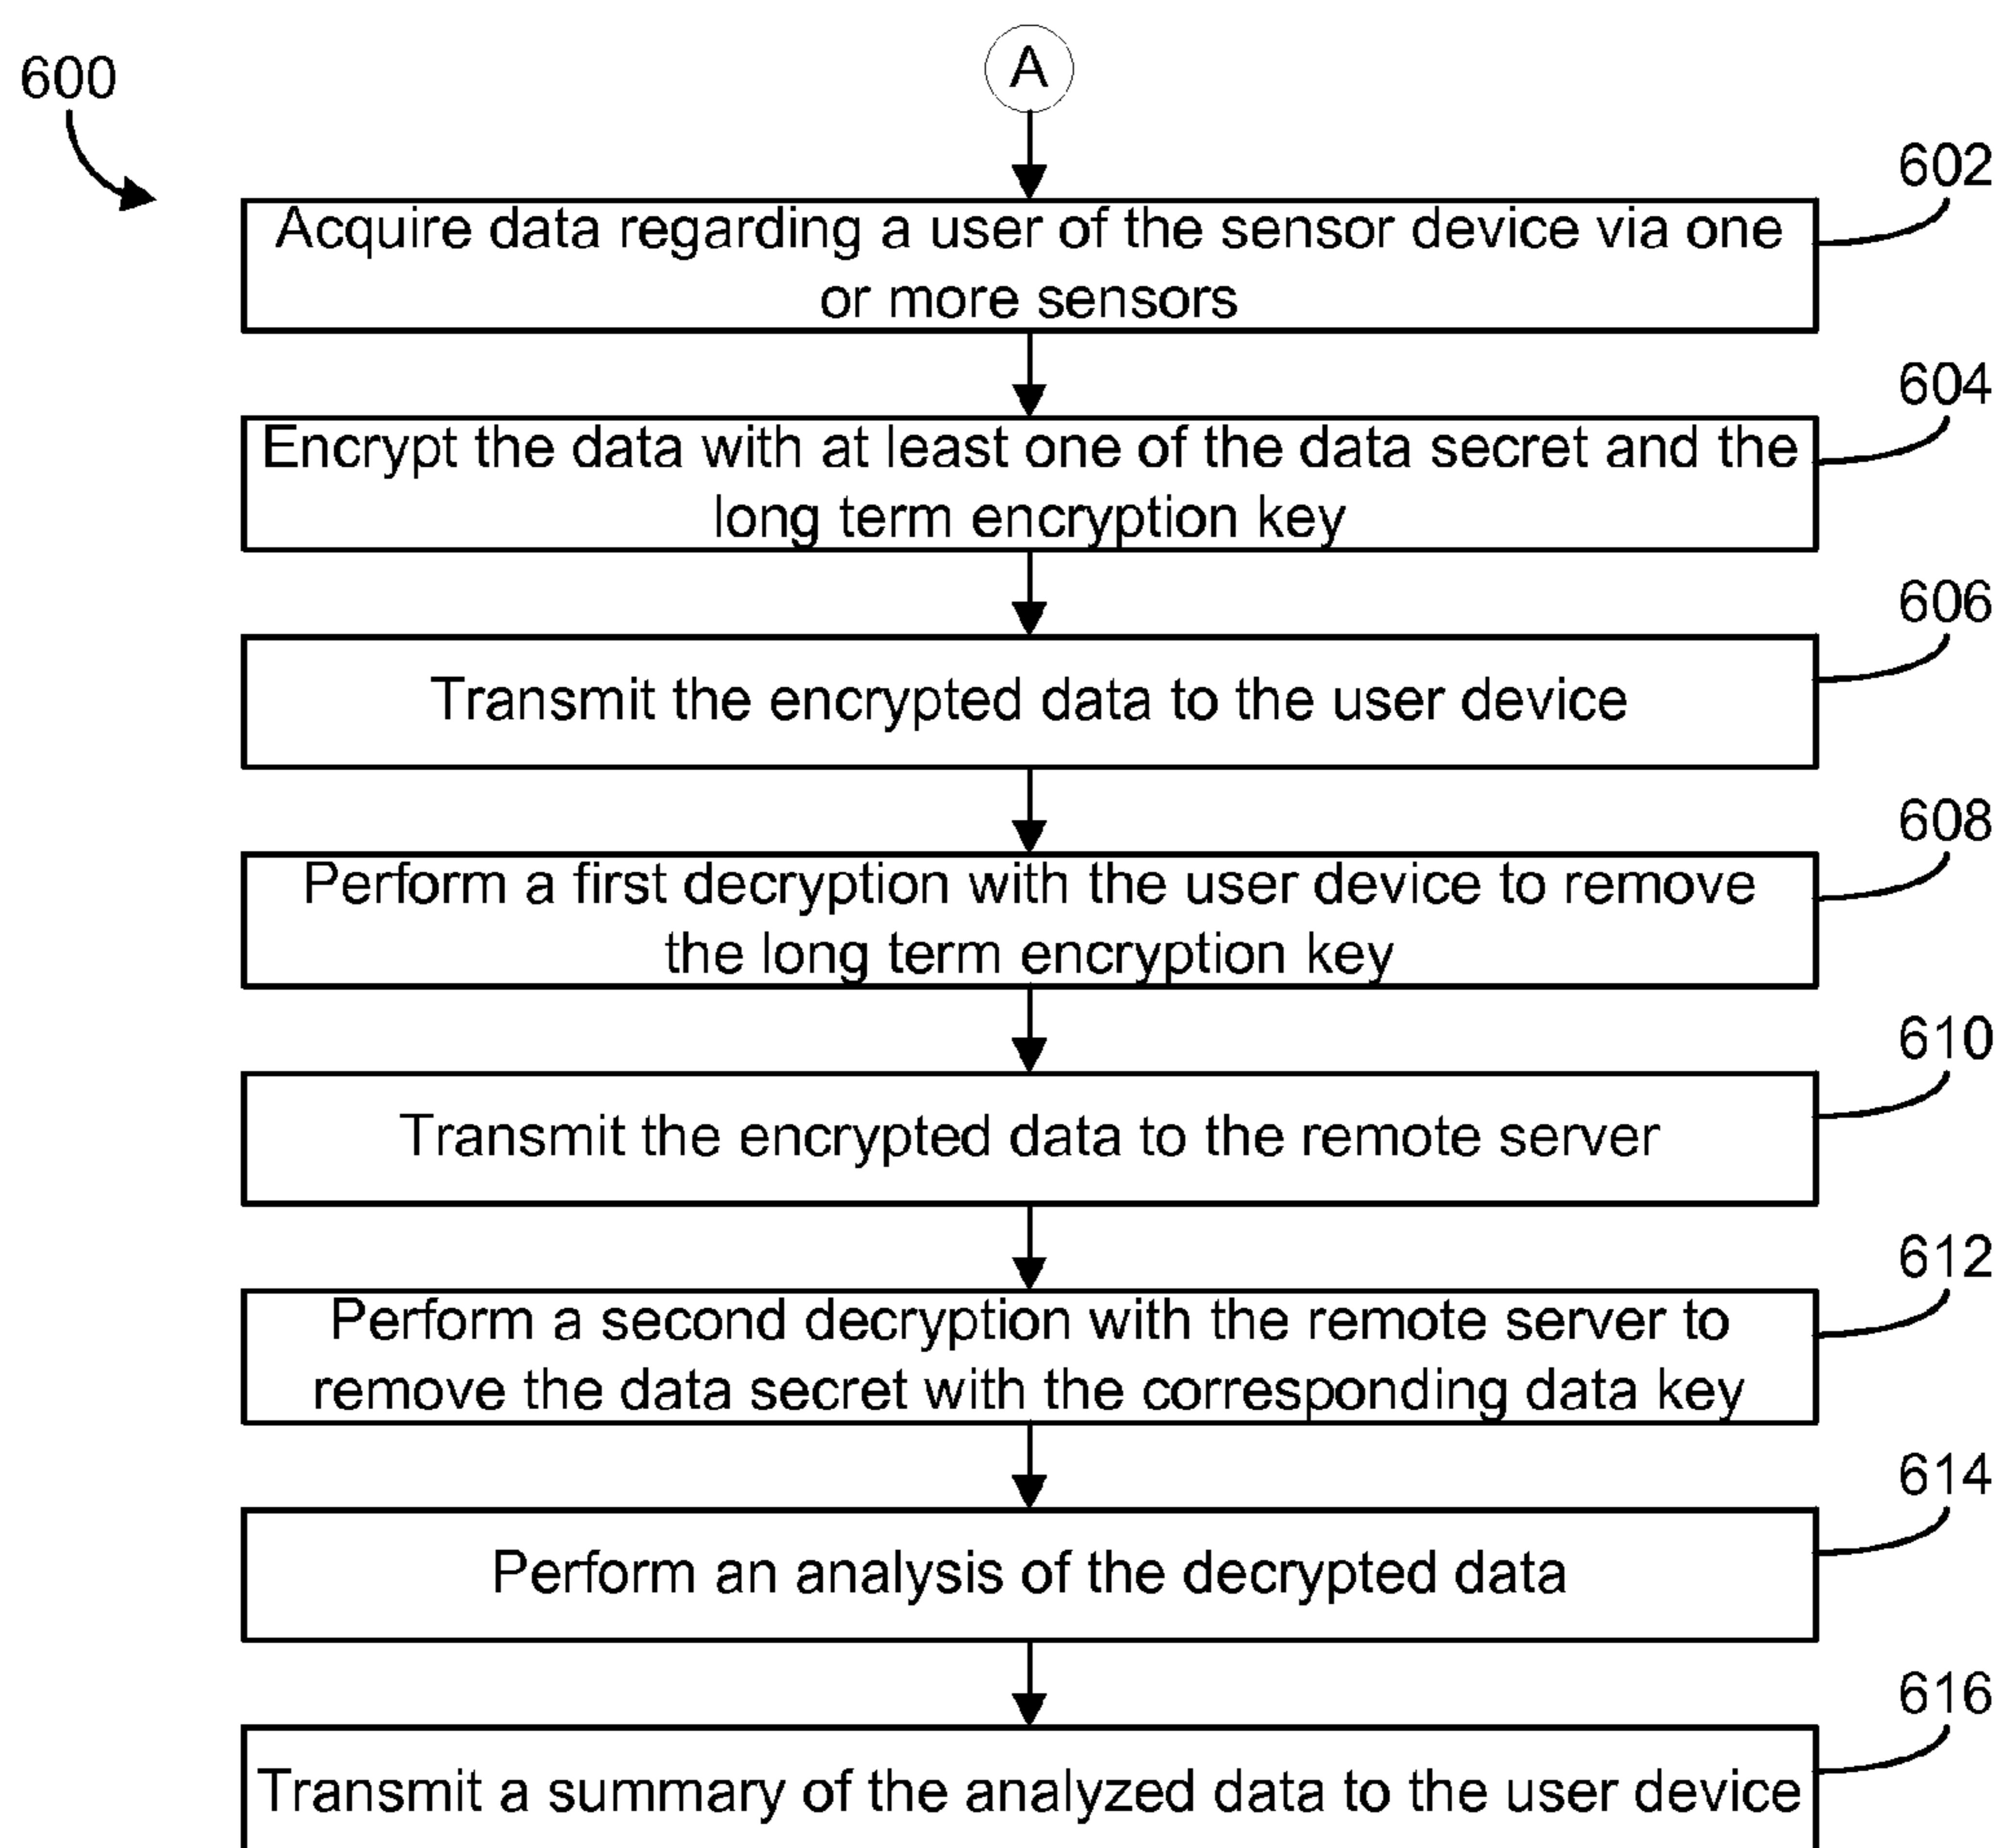 A
600
602
Acquire data regarding a user of the sensor device via one
or more sensors
604
Encrypt the data with at least one of the data secret and the
long term encryption key
606
Transmit the encrypted data to the user device
608
Perform a first decryption with the user device to remove
the long term encryption key
610
Transmit the encrypted data to the remote server
612
Perform a second decryption with the remote server to
remove the data secret with the corresponding data key
614
Perform an analysis of the decrypted data
616
Transmit a summary of the analyzed data to the user device